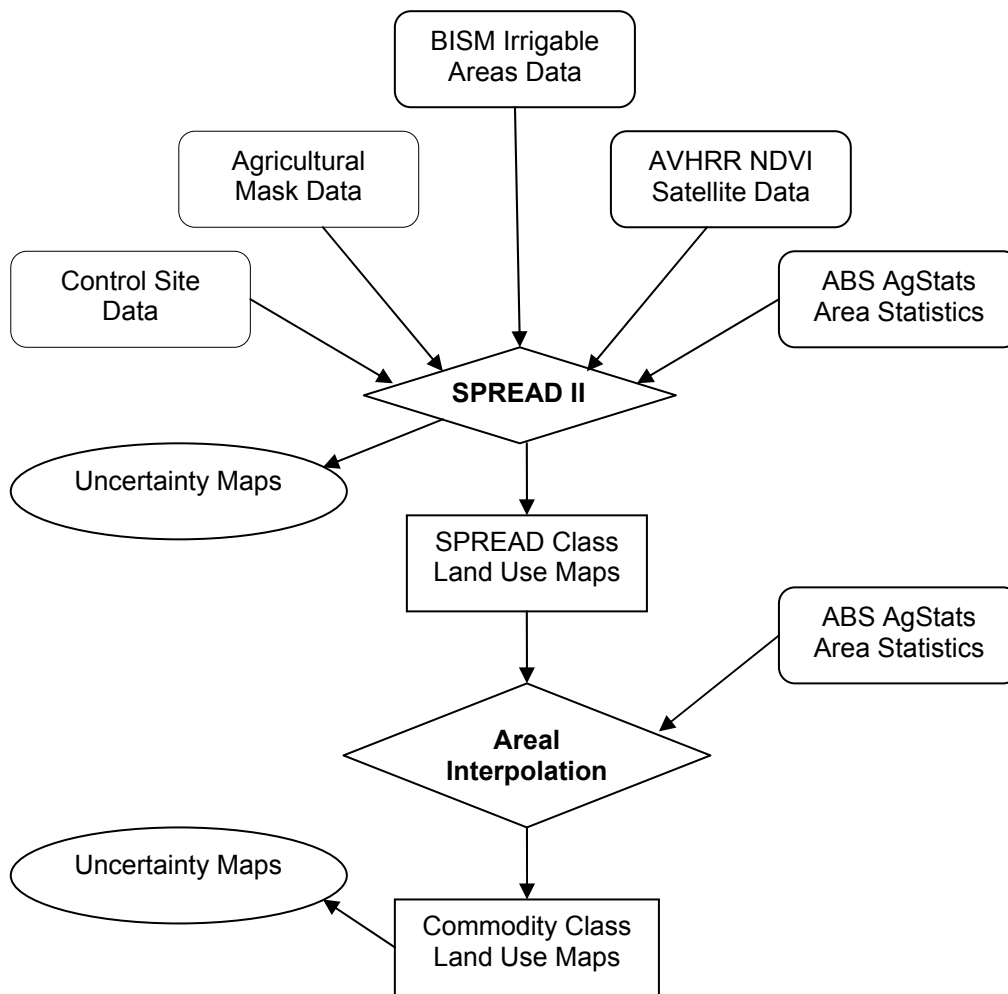 BISM Irrigable
Areas Data
Agricultural
Mask Data
AVHRR NDVI
Satellite Data
Control Site
Data
ABS AgStats
Area Statistics
SPREAD II
Uncertainty Maps
SPREAD Class
Land Use Maps
ABS AgStats
Area Statistics
Areal
Interpolation
Uncertainty Maps
Commodity Class
Land Use Maps